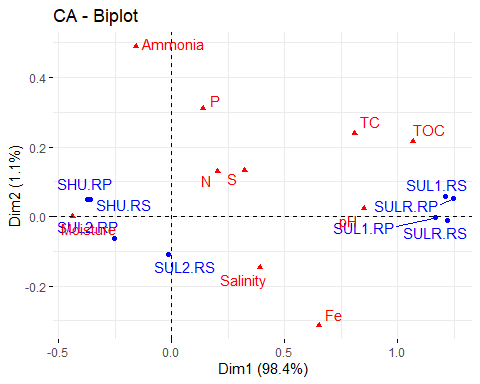 CA - Biplot
Ammonia
P
TC
TOC
N
S
SHU.RP
SHU.RS
SUL1.RS
SULR.RP
pH
SUL2.RP
Moisture
SUL1.RP
SULR.RS
SUL2.RS
Salinity
Fe
0.4
0.2
0.0
-0.2
Dim2 (1.1%)
-0.5
0.0
0.5
1.0
Dim1 (98.4%)